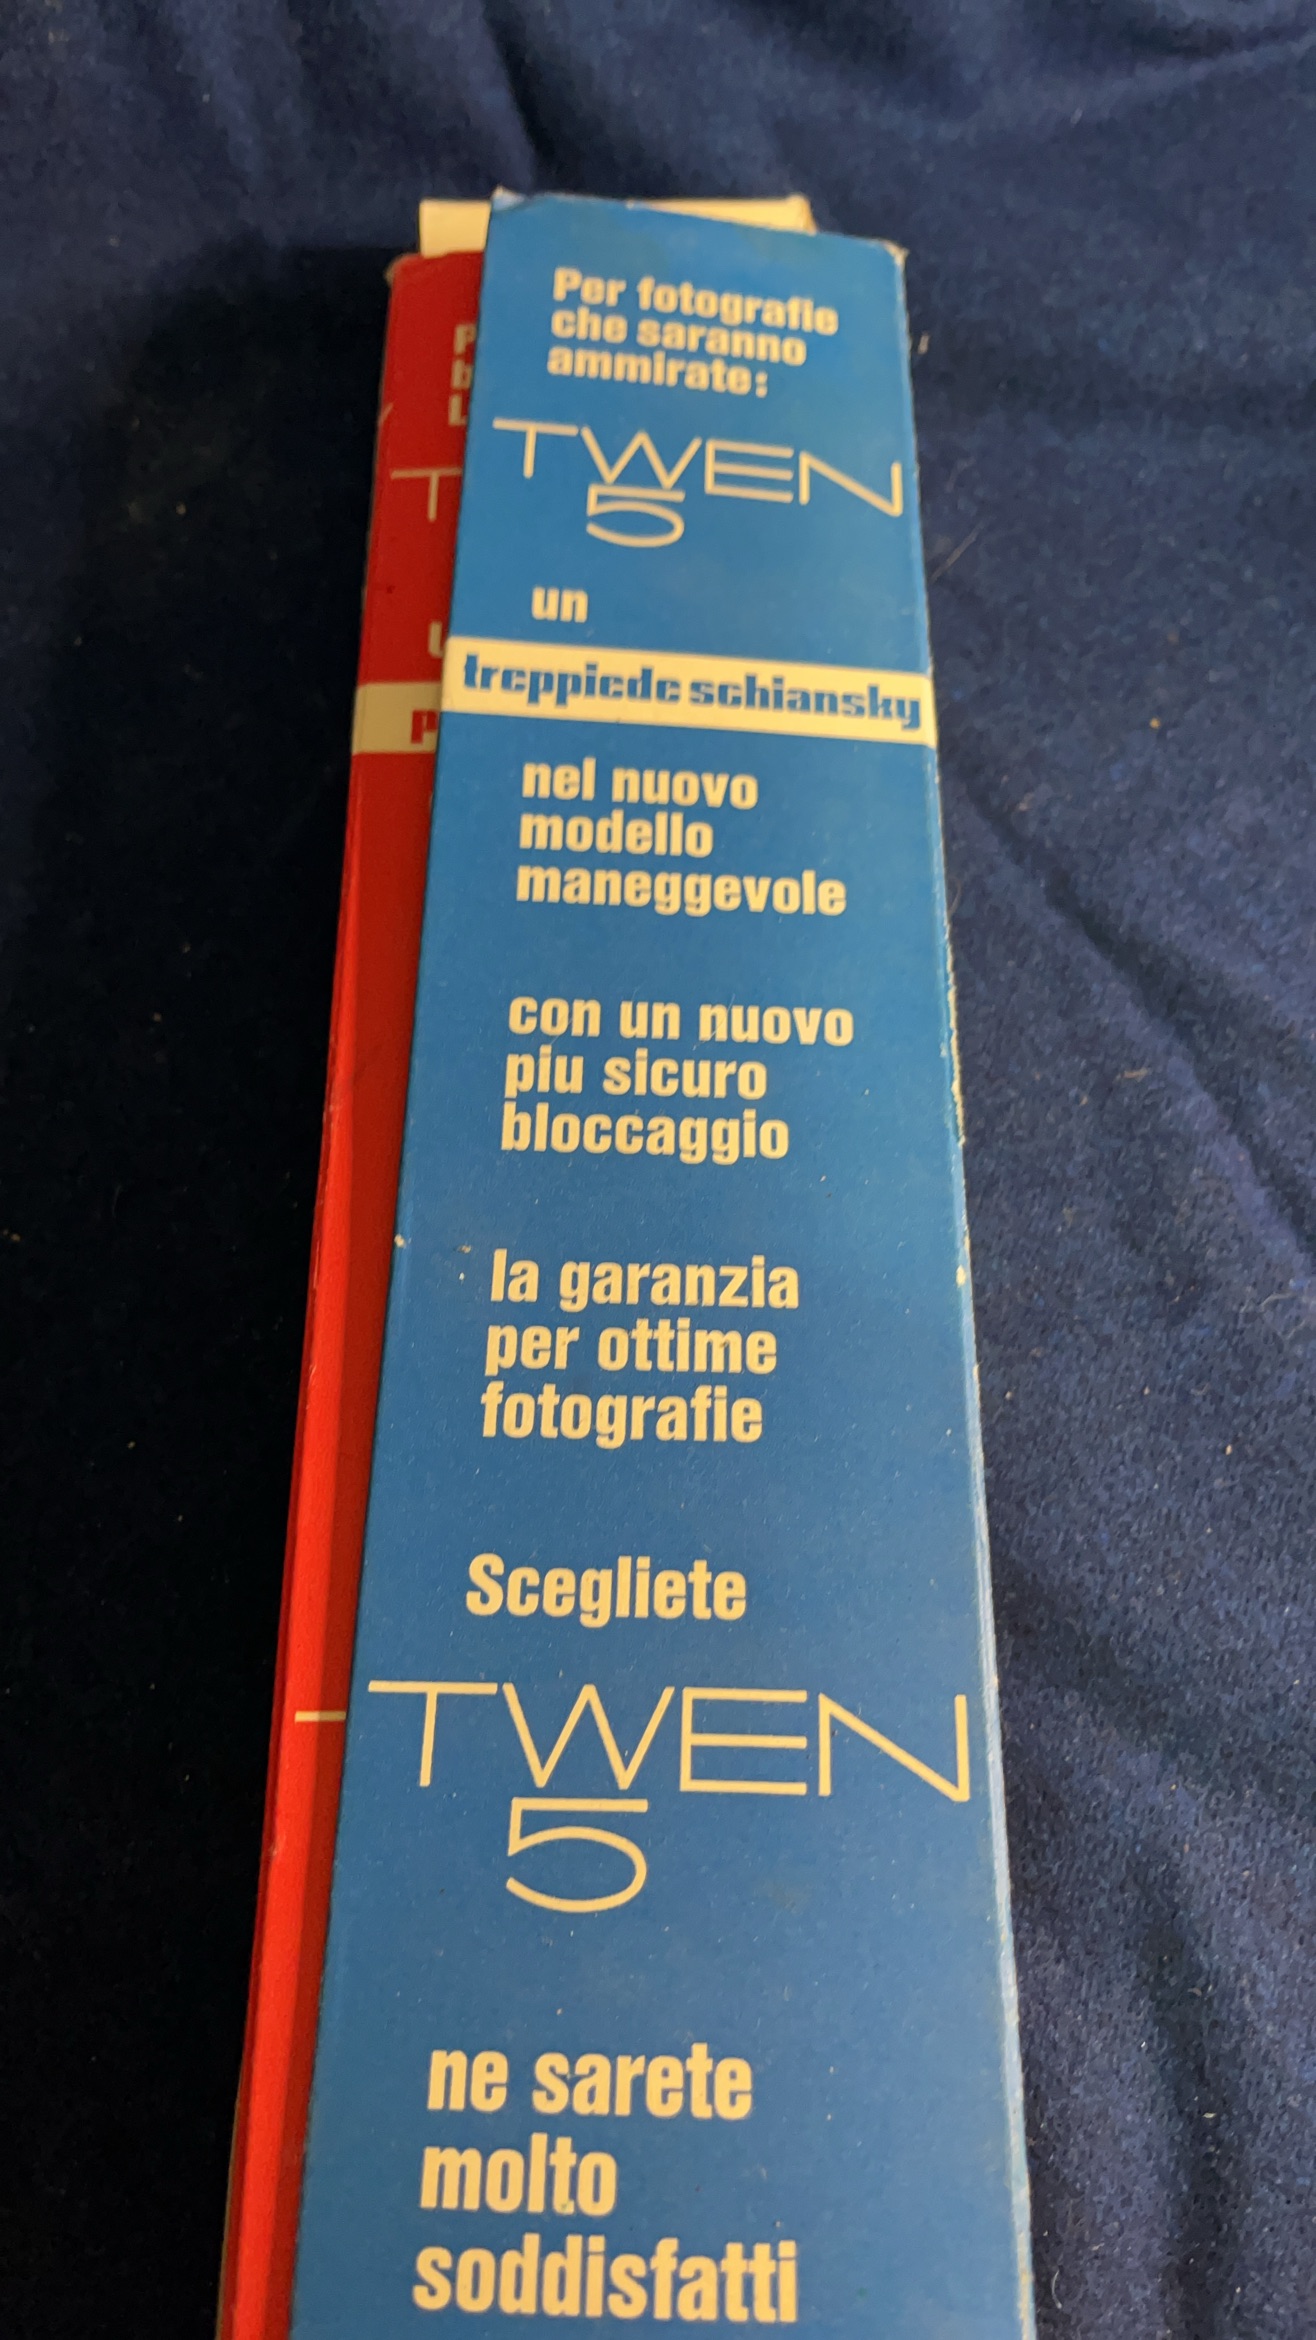 Per fotografie
che saranno
ammirate:
TWEN
5
un
treppiede schiansky
nel nuovo
modello
maneggevole
con un nuovo
piu sicuro
bloccaggio
la garanzia
per ottime
fotografie
Scegliete
TWEN
5
ne sarete
molto
soddisfatti